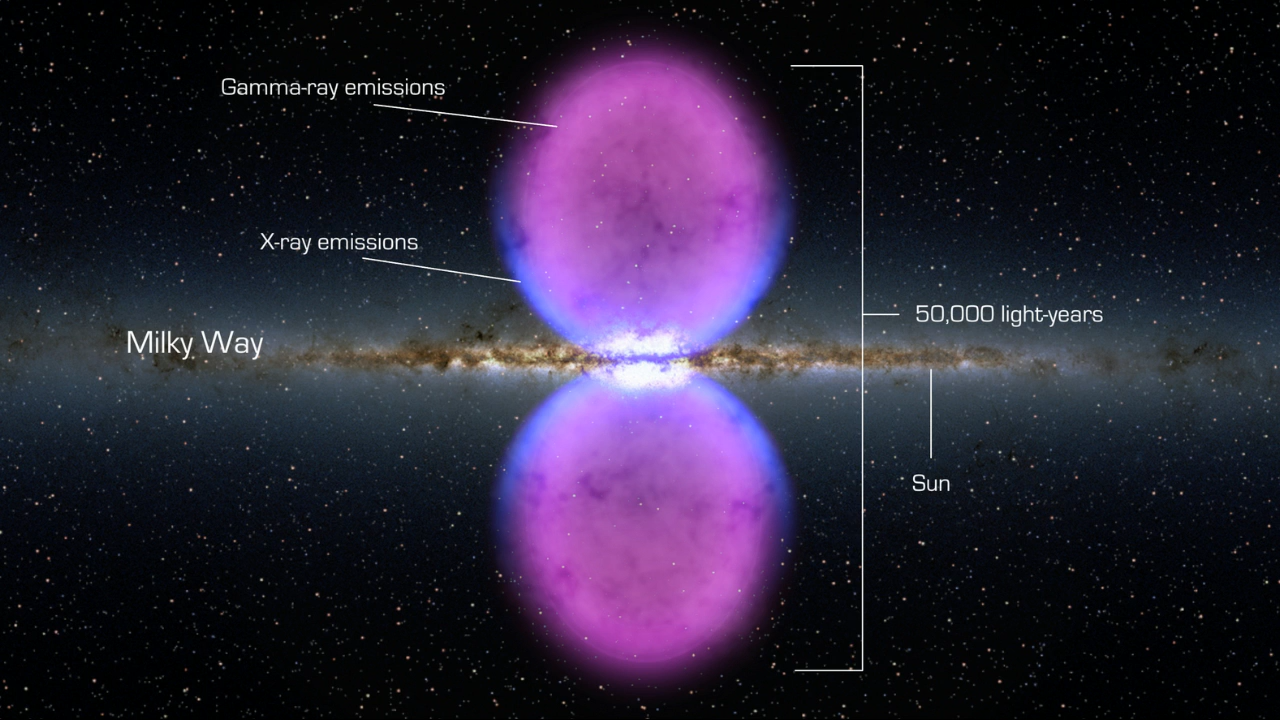 Gamma-ray emissions
X-ray emissions
50,000 light-years
Milky Way
Sun